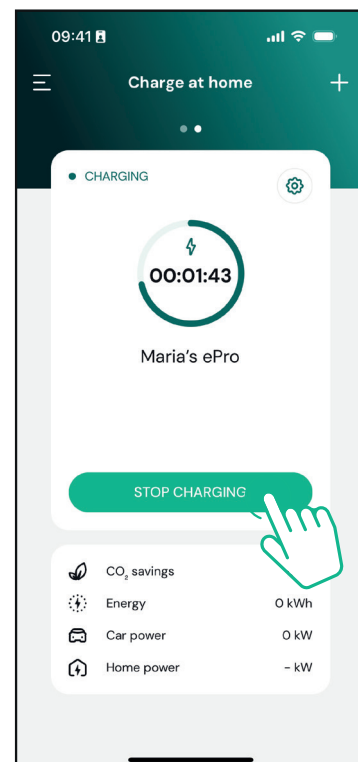 09:41
Charge at home
CHARGING
00:01:43
Maria's ePro
STOP CHARGING
CO₂ savings
Energy 0 kWh
Car power 0 kW
Home power – kW